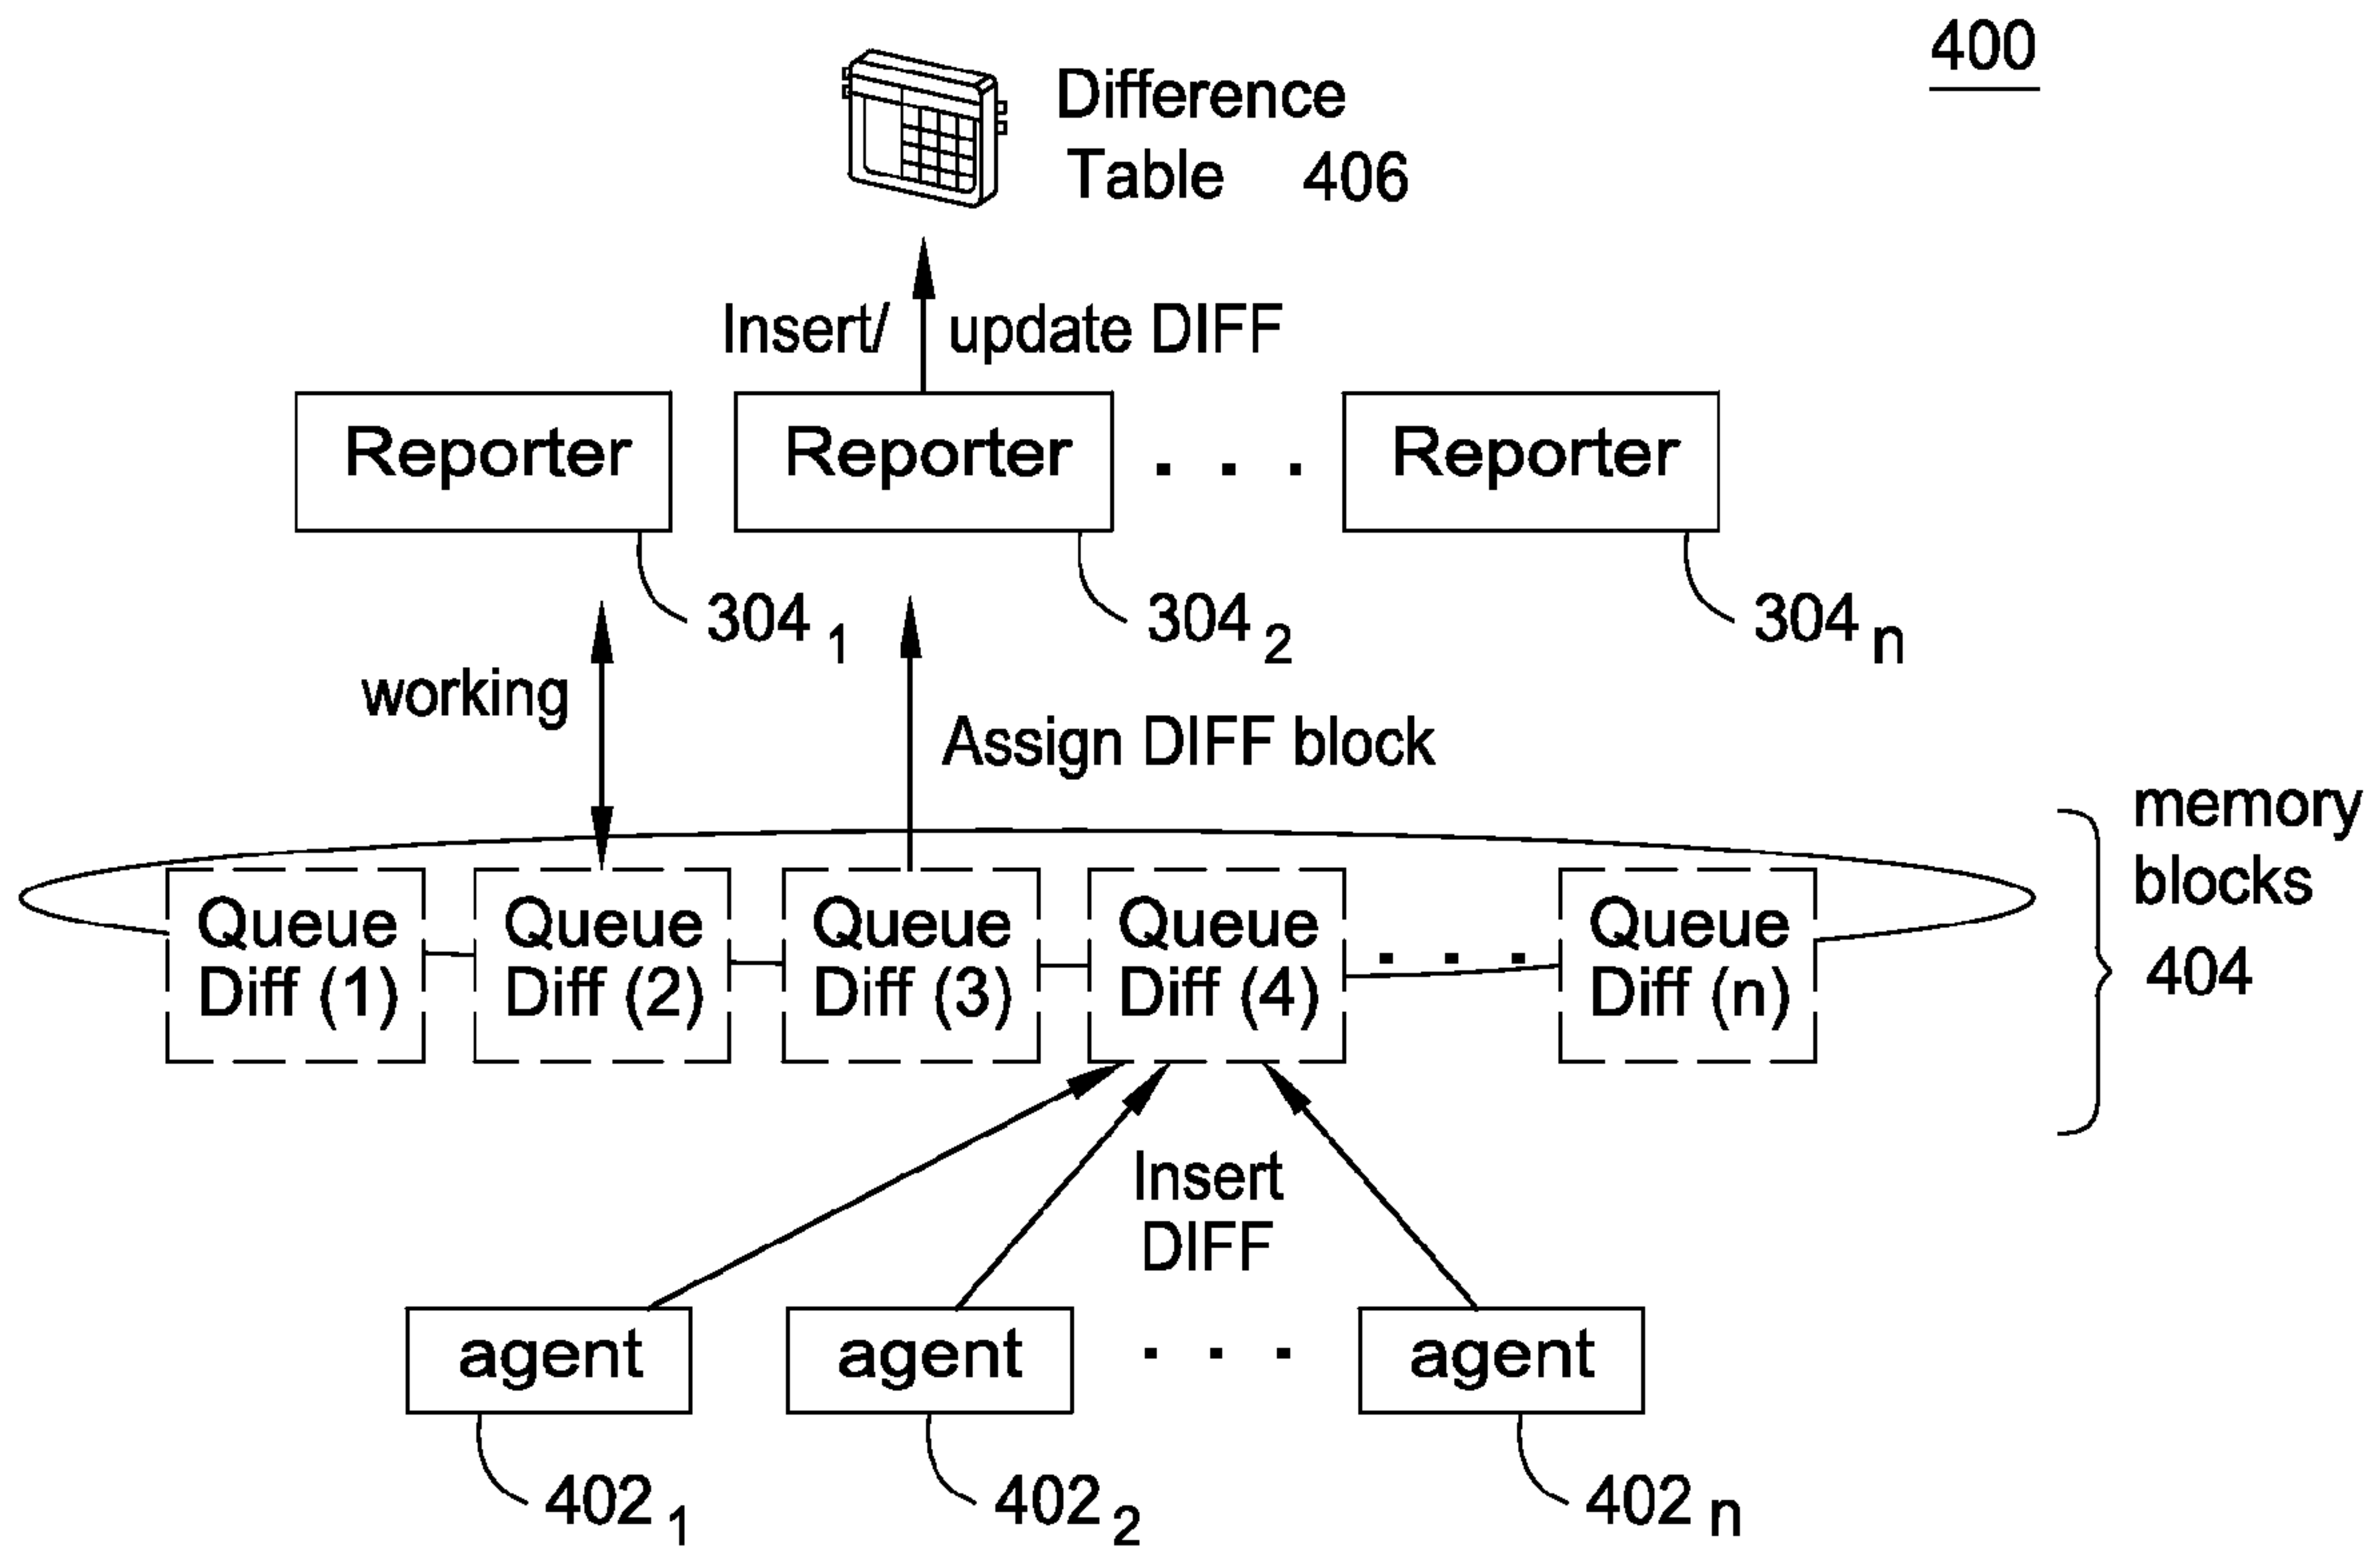 400
Difference
Table 406
Insert/ update DIFF
Reporter Reporter . . . Reporter
304 1 304 2 304 n
working
Assign DIFF block
memory
blocks
404
Queue Queue Queue Queue . . . Queue
Diff (1) Diff (2) Diff (3) Diff (4) Diff (n)
Insert
DIFF
agent agent . . . agent
402 1 402 2 402 n